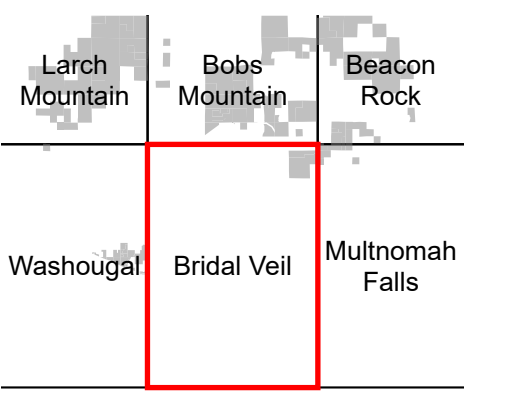 Larch
Mountain
Bobs
Mountain
Beacon
Rock
Washougal
Bridal Veil
Multnomah
Falls